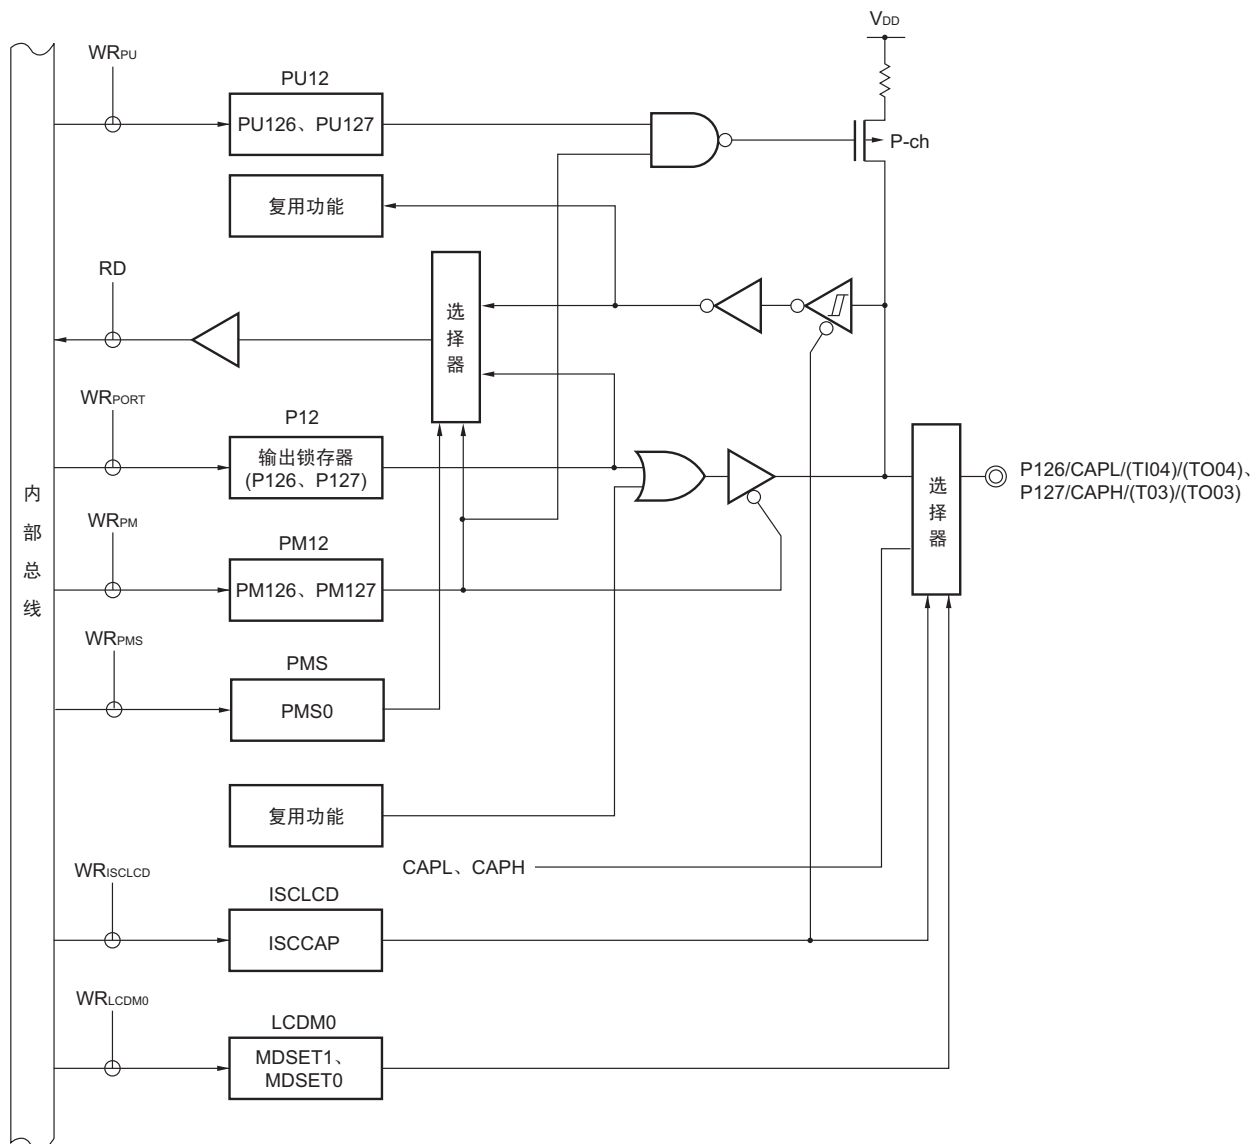 VDD
WRPU
PU12
PU126、PU127
P-ch
复用功能
RD
选择器
WRPORT
P12
输出锁存器
(P126、P127)
P126/CAPL/(TI04)/(TO04)、
P127/CAPH/(T03)/(TO03)
选择器
内部总线
WRPM
PM12
PM126、PM127
WRPMS
PMS
PMS0
复用功能
CAPL、CAPH
WRISCLCD
ISCLCD
ISCCAP
WRLCDM0
LCDM0
MDSET1、
MDSET0